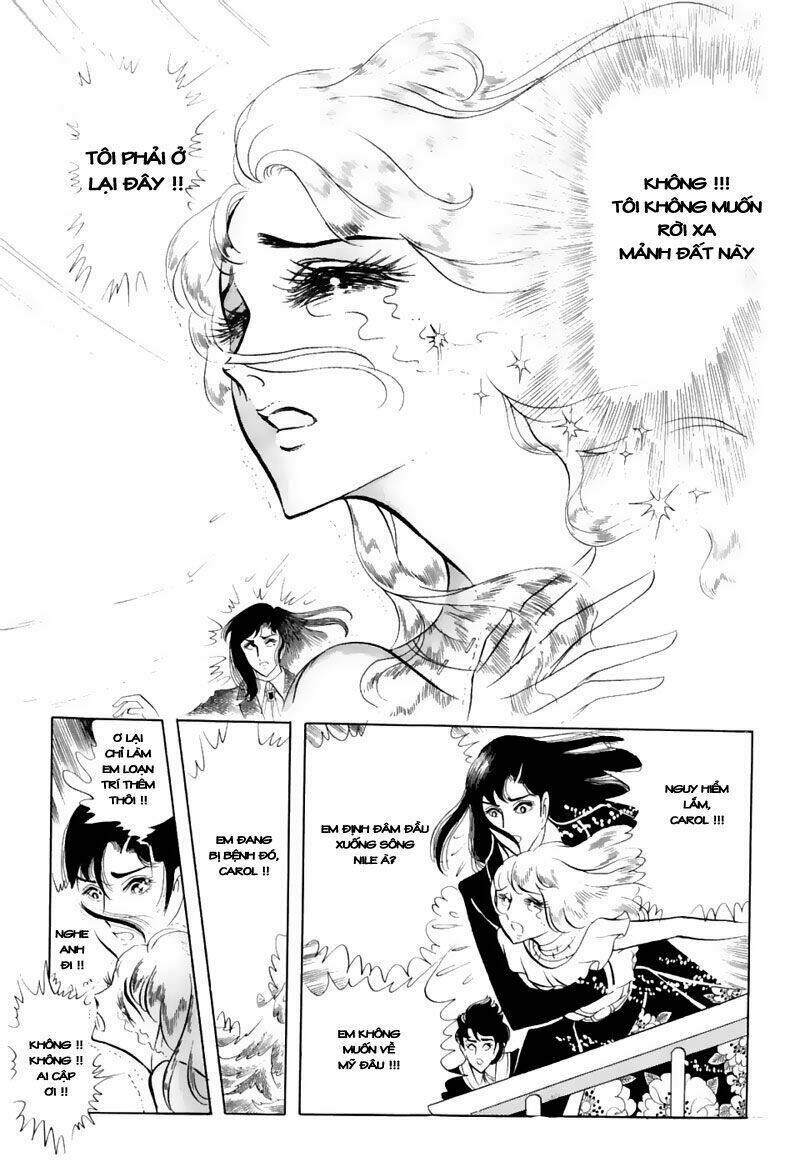 KHÔNG !!!
TÔI KHÔNG MUỐN
RỜI XA
MẢNH ĐẤT NÀY
TÔI PHẢI Ở
LẠI ĐÂY !!
NGUY HIỂM
LẮM,
CAROL !!!
EM ĐỊNH ĐÂM ĐẦU
XUỐNG SÔNG
NILE À?
EM KHÔNG
MUỐN VỀ
MỸ ĐÂU !!!
EM ĐANG
BỊ BỆNH ĐÓ,
CAROL !!
Ơ LẠI
CHỈ LÀM
EM LOẠN
TRÍ THÊM
THÔI !!
NGHE
ANH
ĐI !!
KHÔNG !!
KHÔNG !!
AI CẬP
ƠI !!